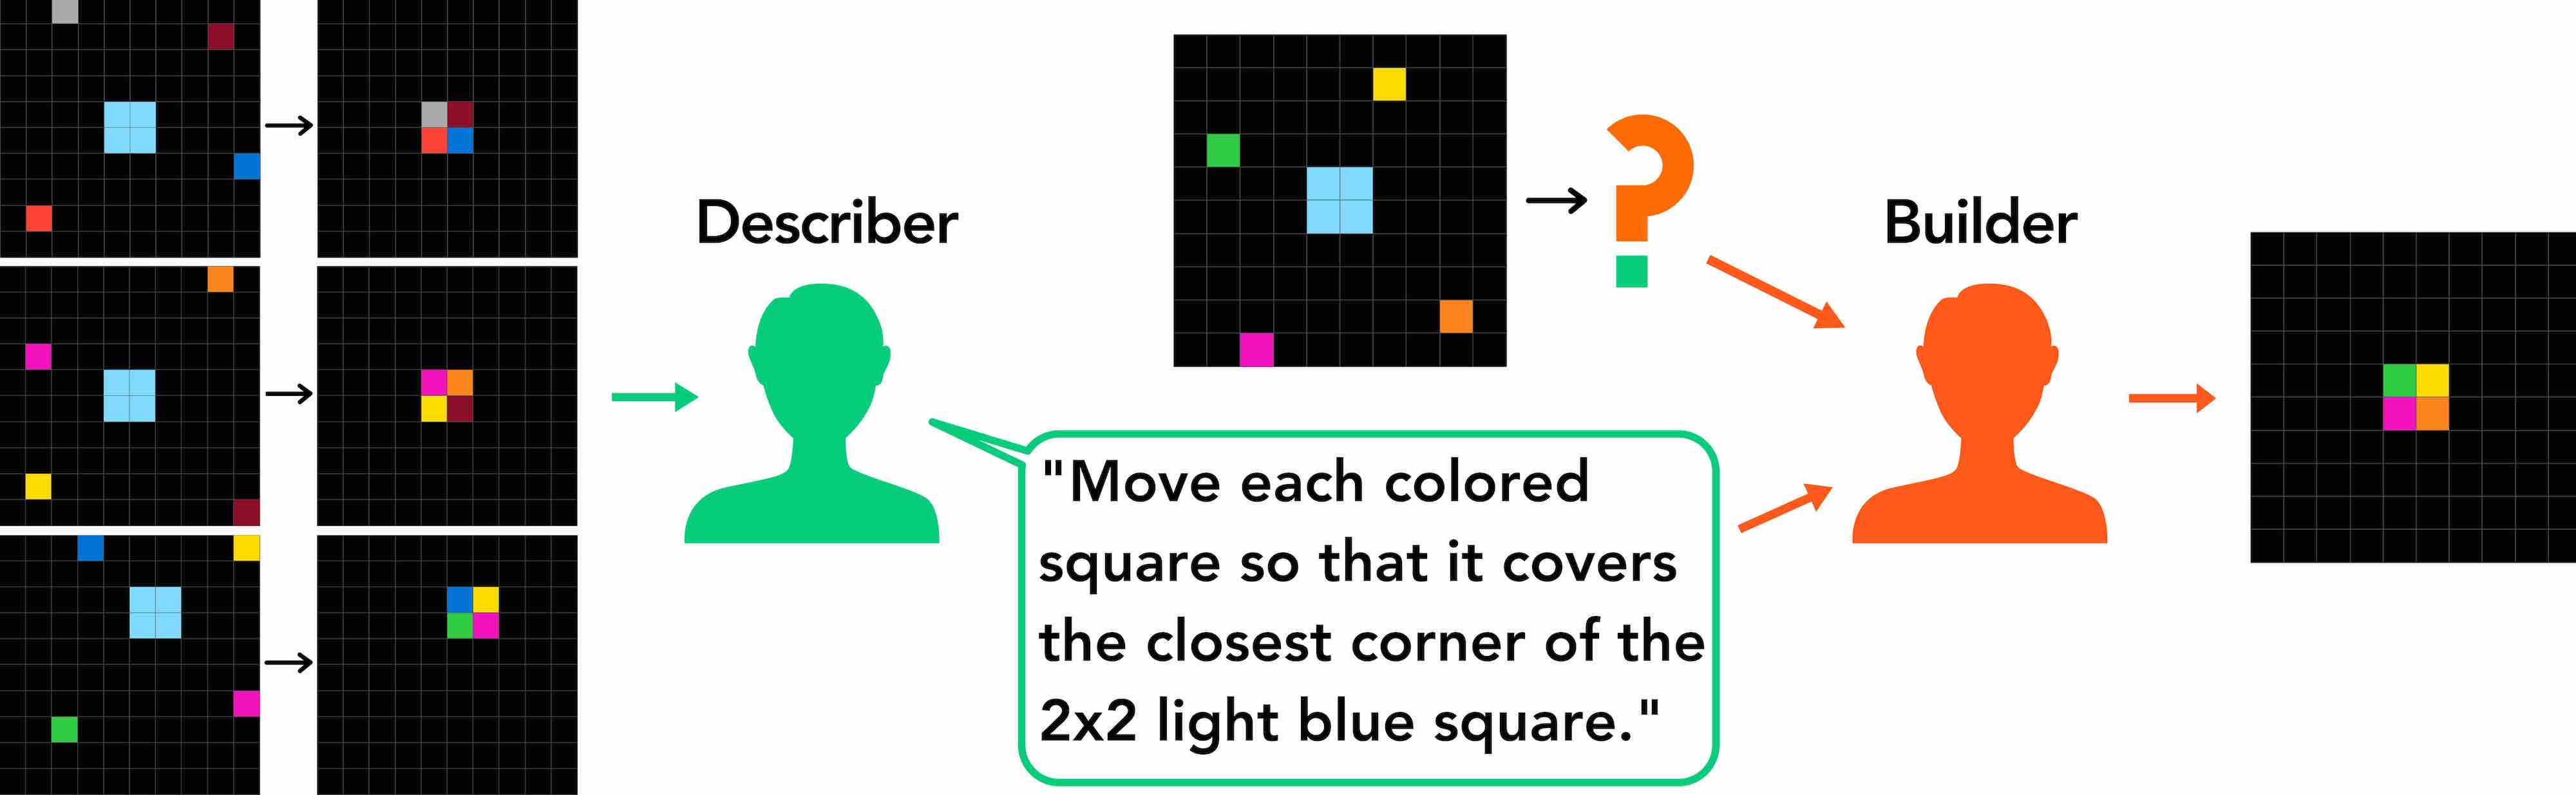 Describer
?
Builder
"Move each colored
square so that it covers
the closest corner of the
2x2 light blue square."